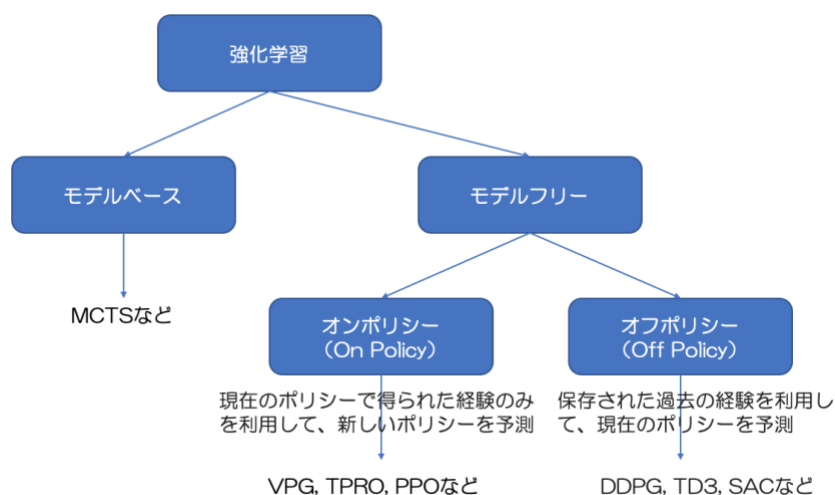 強化学習
モデルベース
モデルフリー
MCTSなど
オンポリシー
（On Policy）
オフポリシー
（Off Policy）
現在のポリシーで得られた経験のみ
を利用して、新しいポリシーを予測
保存された過去の経験を利用し
て、現在のポリシーを予測
VPG, TPRO, PPOなど
DDPG, TD3, SACなど